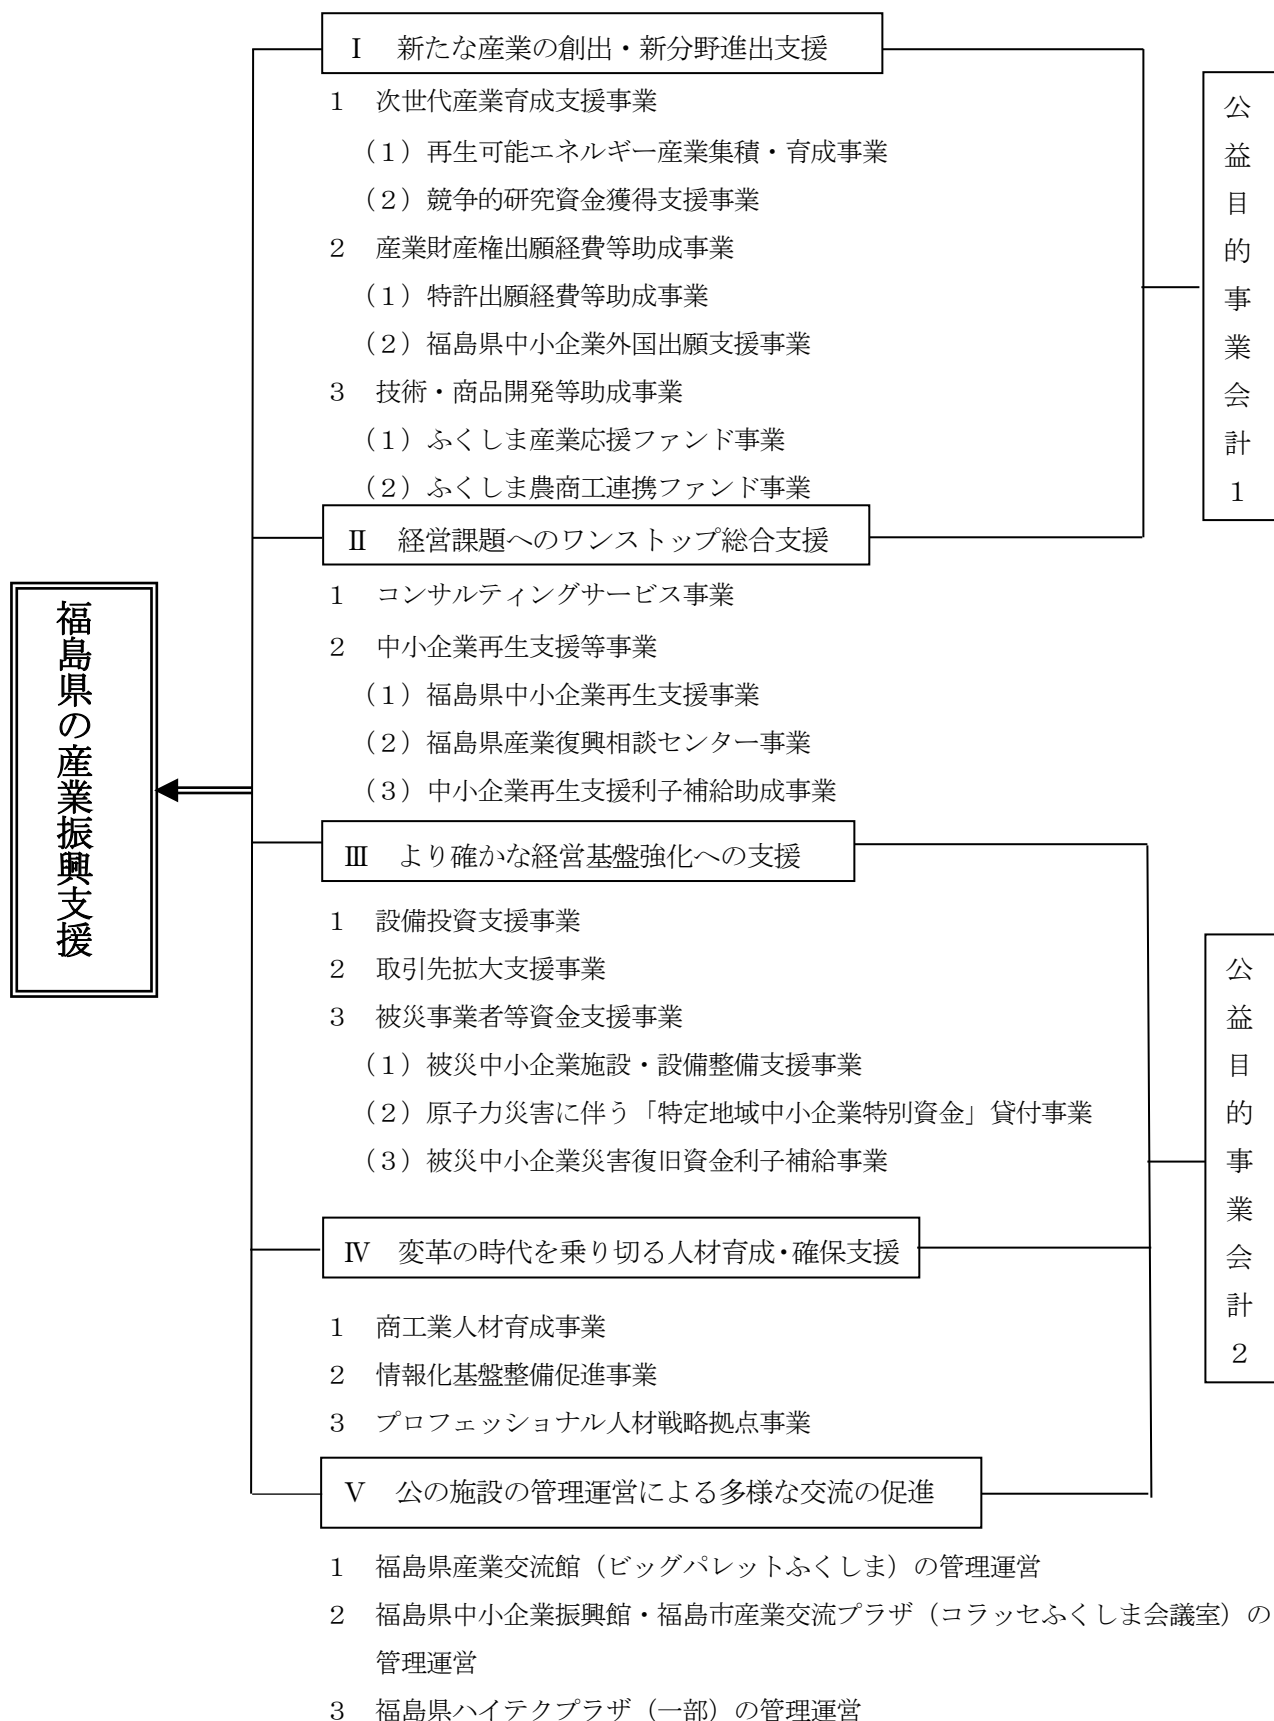 福島県の産業振興支援
Ⅰ　新たな産業の創出・新分野進出支援
１　次世代産業育成支援事業
（１）再生可能エネルギー産業集積・育成事業
（２）競争的研究資金獲得支援事業
２　産業財産権出願経費等助成事業
（１）特許出願経費等助成事業
（２）福島県中小企業外国出願支援事業
３　技術・商品開発等助成事業
（１）ふくしま産業応援ファンド事業
（２）ふくしま農商工連携ファンド事業
Ⅱ　経営課題へのワンストップ総合支援
１　コンサルティングサービス事業
２　中小企業再生支援等事業
（１）福島県中小企業再生支援事業
（２）福島県産業復興相談センター事業
（３）中小企業再生支援利子補給助成事業
公益目的事業会計１
Ⅲ　より確かな経営基盤強化への支援
１　設備投資支援事業
２　取引先拡大支援事業
３　被災事業者等資金支援事業
（１）被災中小企業施設・設備整備支援事業
（２）原子力災害に伴う「特定地域中小企業特別資金」貸付事業
（３）被災中小企業災害復旧資金利子補給事業
Ⅳ　変革の時代を乗り切る人材育成・確保支援
１　商工業人材育成事業
２　情報化基盤整備促進事業
３　プロフェッショナル人材戦略拠点事業
Ⅴ　公の施設の管理運営による多様な交流の促進
１　福島県産業交流館（ビッグパレットふくしま）の管理運営
２　福島県中小企業振興館・福島市産業交流プラザ（コラッセふくしま会議室）の
管理運営
３　福島県ハイテクプラザ（一部）の管理運営
公益目的事業会計２